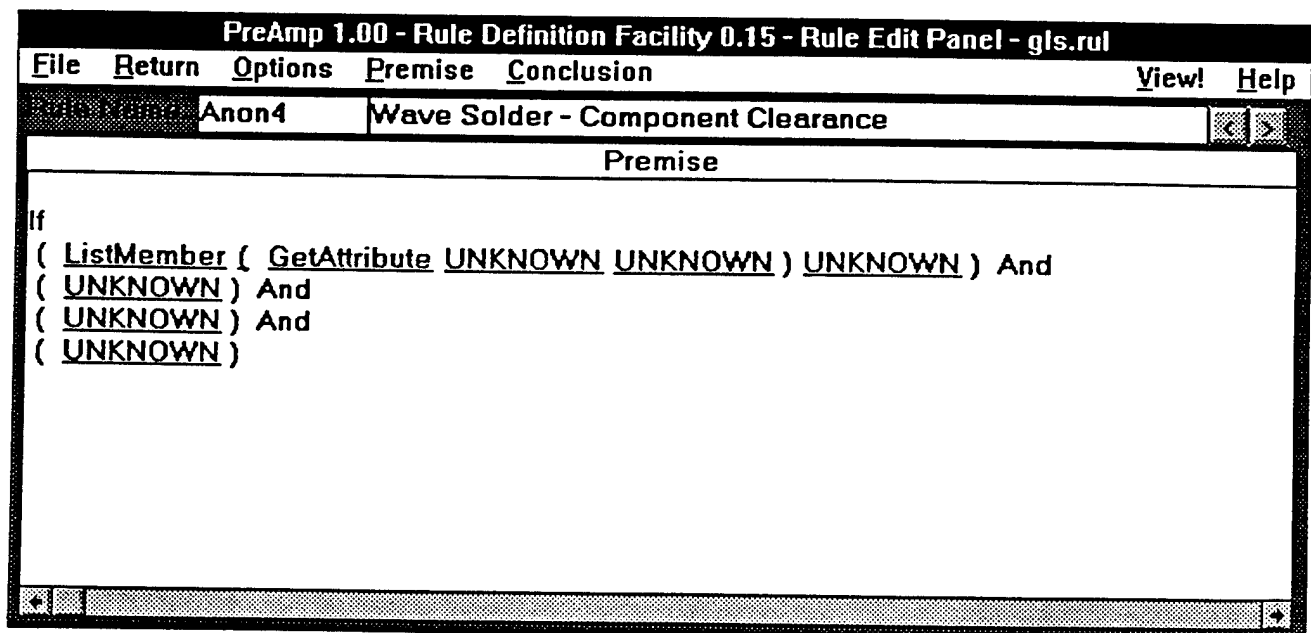 PreAmp 1.00 - Rule Definition Facility 0.15 - Rule Edit Panel - gls.rul
File Return Options Premise Conclusion View! Help
Rule Name: Anon4 Wave Solder - Component Clearance < >
Premise
If
( ListMember ( GetAttribute UNKNOWN UNKNOWN ) UNKNOWN ) And
( UNKNOWN ) And
( UNKNOWN ) And
( UNKNOWN )